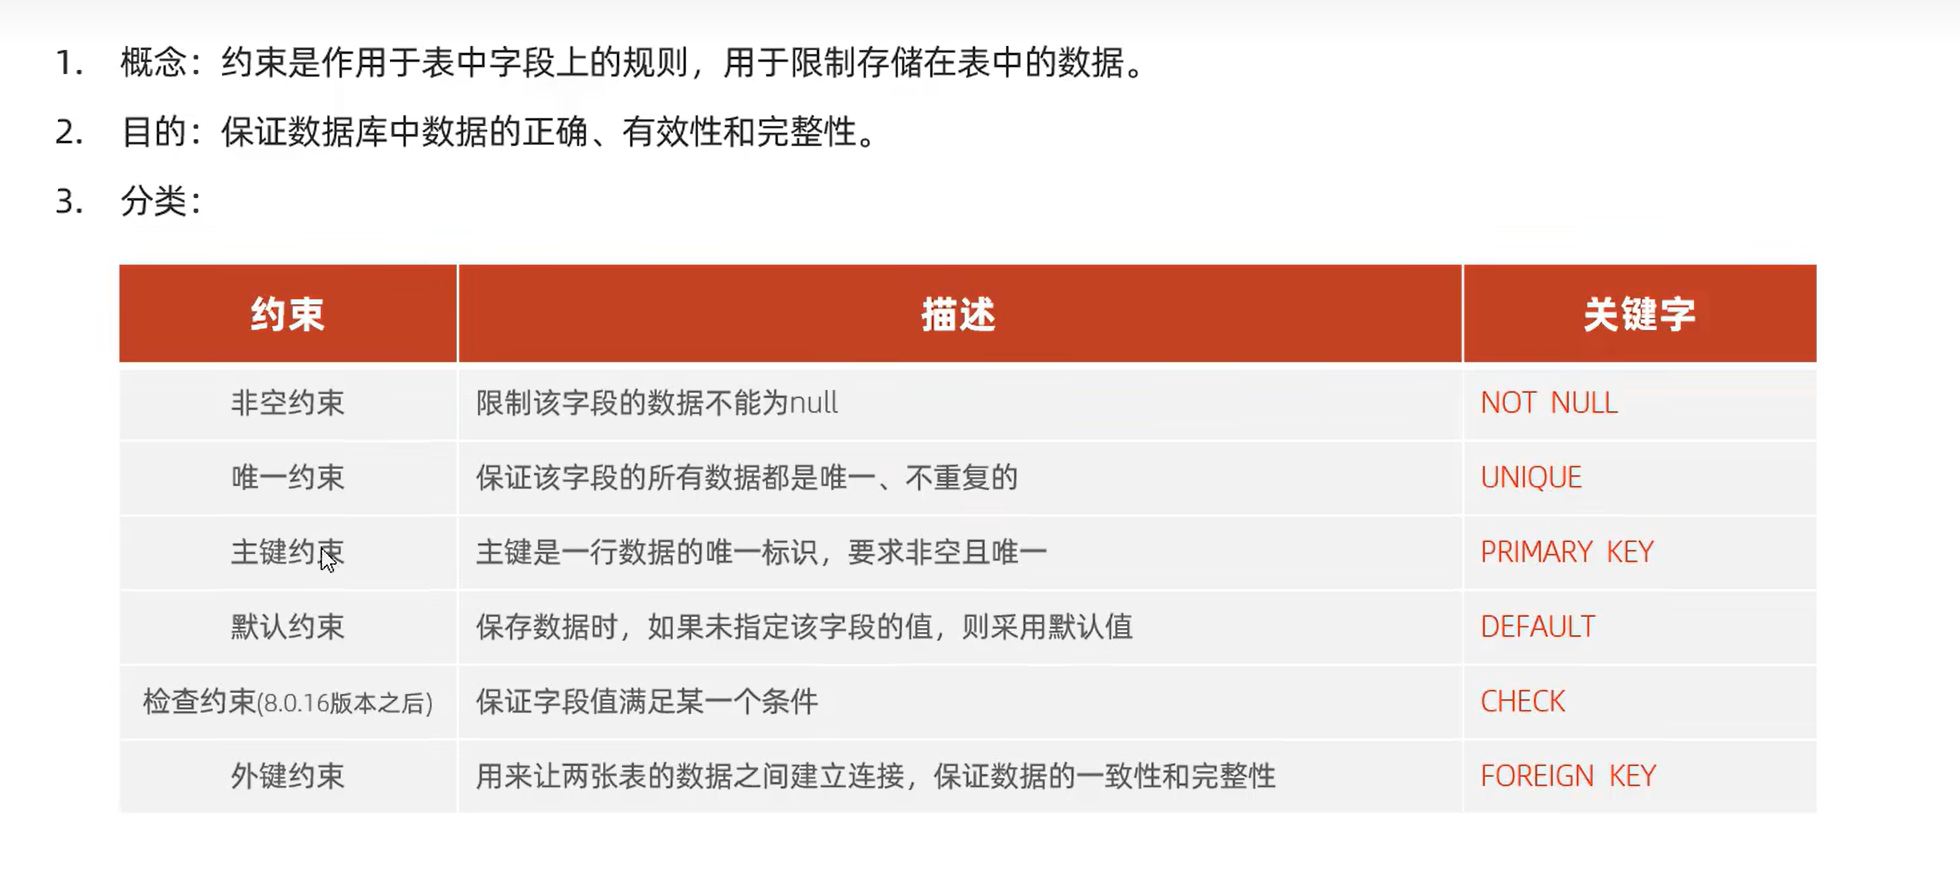 1. 概念：约束是作用于表中字段上的规则，用于限制存储在表中的数据。
2. 目的：保证数据库中数据的正确、有效性和完整性。
3. 分类：
约束 描述 关键字
非空约束 限制该字段的数据不能为null NOT NULL
唯一约束 保证该字段的所有数据都是唯一、不重复的 UNIQUE
主键约束 主键是一行数据的唯一标识，要求非空且唯一 PRIMARY KEY
默认约束 保存数据时，如果未指定该字段的值，则采用默认值 DEFAULT
检查约束(8.0.16版本之后) 保证字段值满足某一个条件 CHECK
外键约束 用来让两张表的数据之间建立连接，保证数据的一致性和完整性 FOREIGN KEY